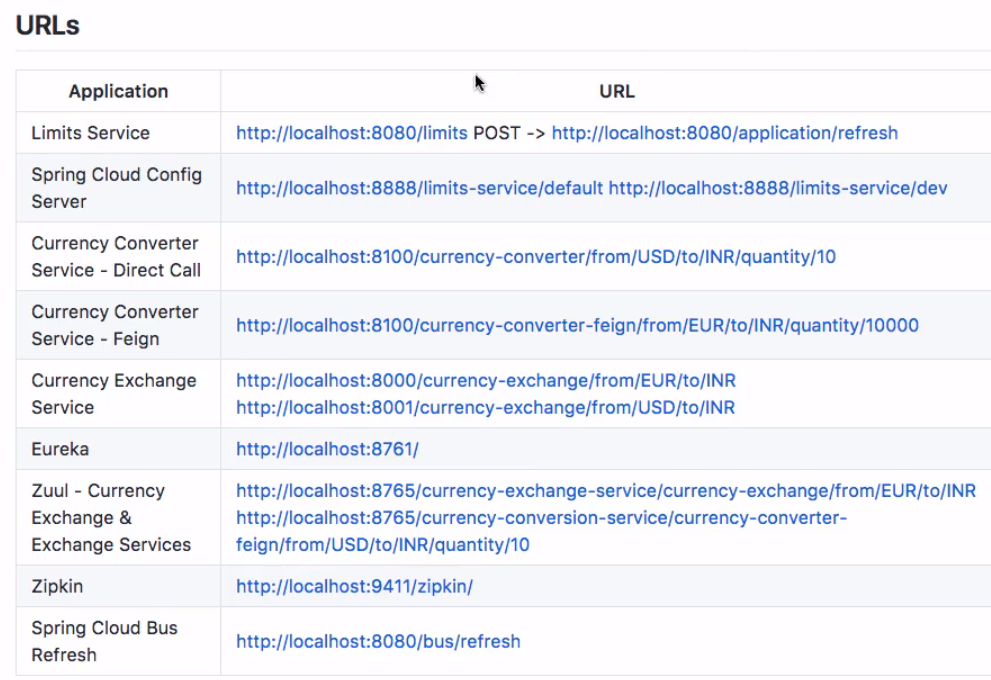 URLs
Application URL
Limits Service http://localhost:8080/limits POST -> http://localhost:8080/application/refresh
Spring Cloud Config
Server
http://localhost:8888/limits-service/default http://localhost:8888/limits-service/dev
Currency Converter
Service - Direct Call
http://localhost:8100/currency-converter/from/USD/to/INR/quantity/10
Currency Converter
Service - Feign
http://localhost:8100/currency-converter-feign/from/EUR/to/INR/quantity/10000
Currency Exchange
Service
http://localhost:8000/currency-exchange/from/EUR/to/INR
http://localhost:8001/currency-exchange/from/USD/to/INR
Eureka http://localhost:8761/
Zuul - Currency
Exchange &
Exchange Services
http://localhost:8765/currency-exchange-service/currency-exchange/from/EUR/to/INR
http://localhost:8765/currency-conversion-service/currency-converter-
feign/from/USD/to/INR/quantity/10
Zipkin http://localhost:9411/zipkin/
Spring Cloud Bus
Refresh
http://localhost:8080/bus/refresh